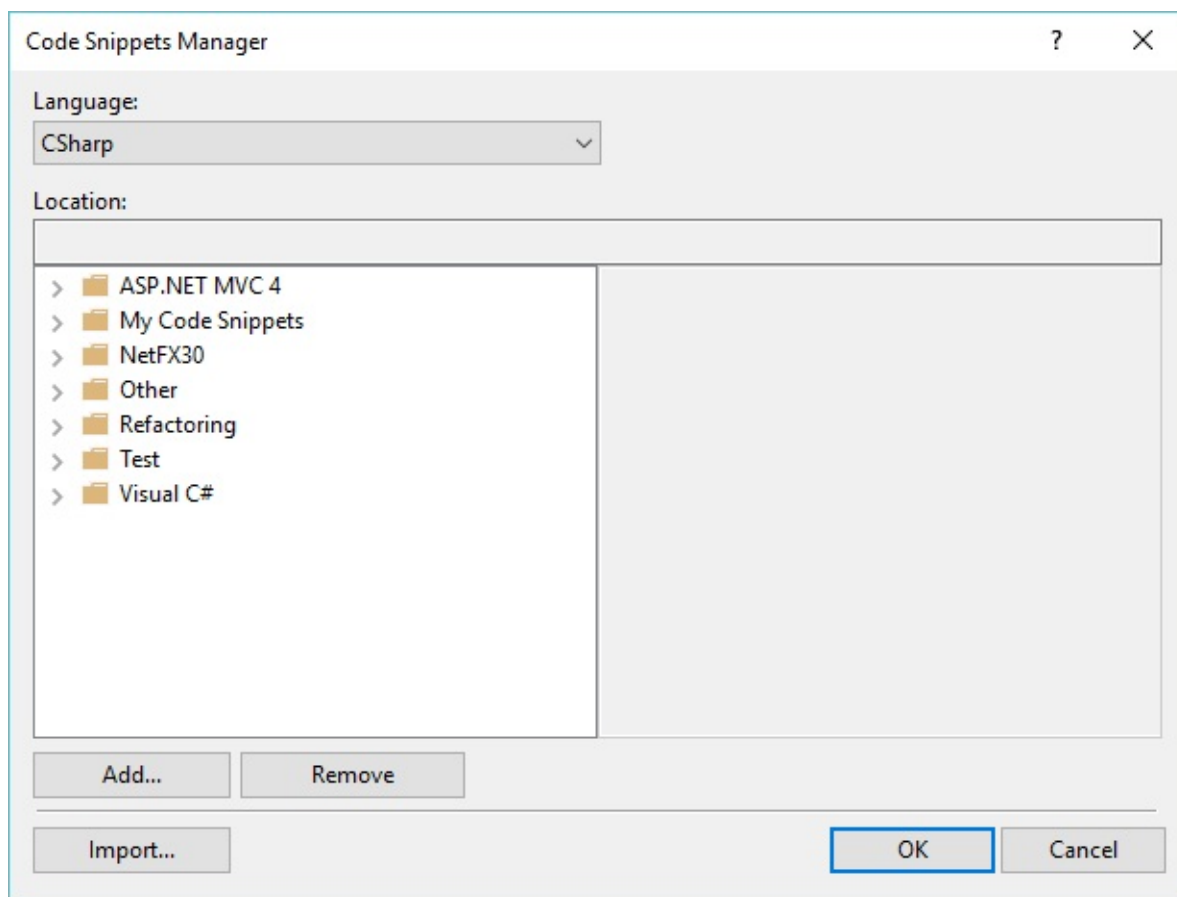 Code Snippets Manager ?
Language:
CSharp
Location:
ASP.NET MVC 4
My Code Snippets
NetFX30
Other
Refactoring
Test
Visual C#
Add... Remove
Import... OK Cancel